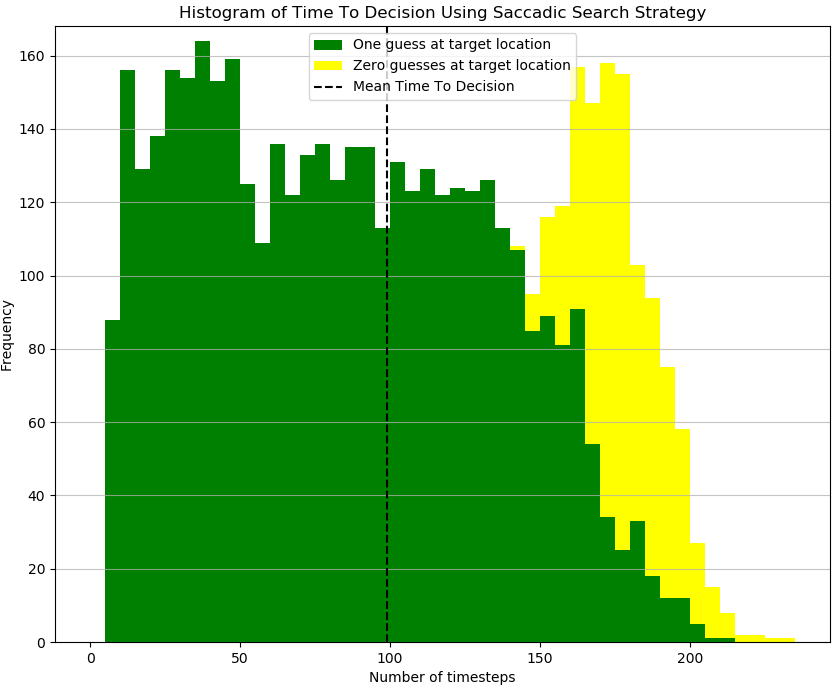 Histogram of Time To Decision Using Saccadic Search Strategy
One guess at target location
Zero guesses at target location
Mean Time To Decision
160
140
120
100
80
60
40
20
0
Frequency
0 50 100 150 200
Number of timesteps